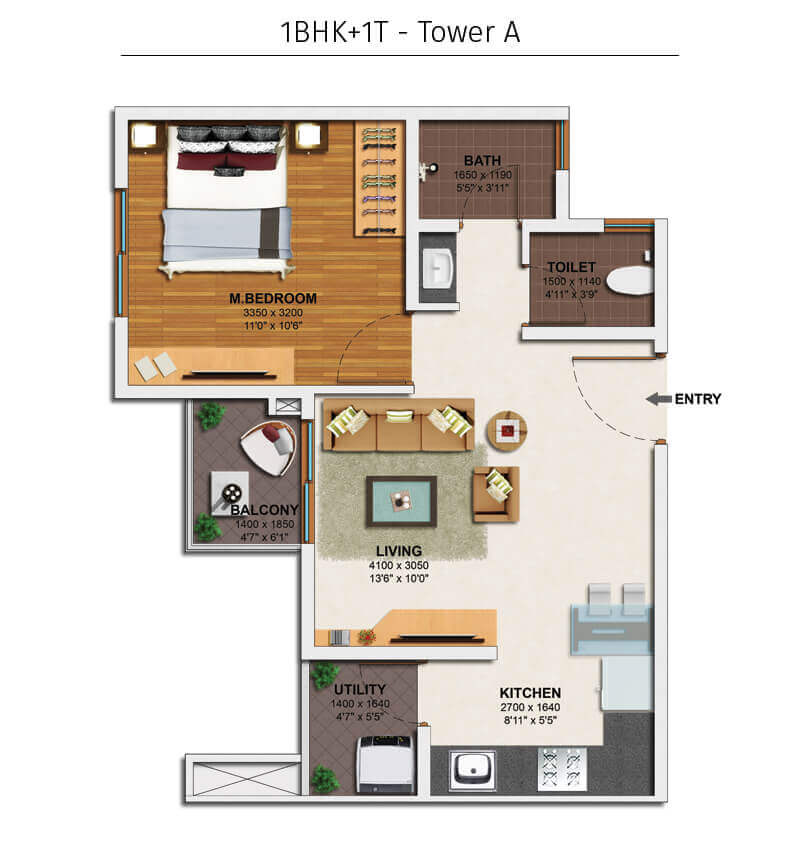 1BHK+1T - Tower A
BATH
1650 x 1190
5'5" x 3'11"
TOILET
1500 x 1140
4'11" x 3'9"
M.BEDROOM
3350 x 3200
11'0" x 10'6"
ENTRY
BALCONY
1400 x 1850
4'7" x 6'1"
LIVING
4100 x 3050
13'6" x 10'0"
UTILITY
1400 x 1640
4'7" x 5'5"
KITCHEN
2700 x 1640
8'11" x 5'5"